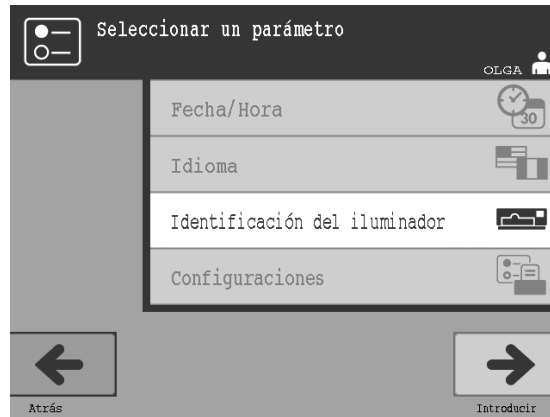 Seleccionar un parámetro
OLGA
Fecha/Hora
30
Idioma
Identificación del iluminador
Configuraciones
Atrás
Introducir